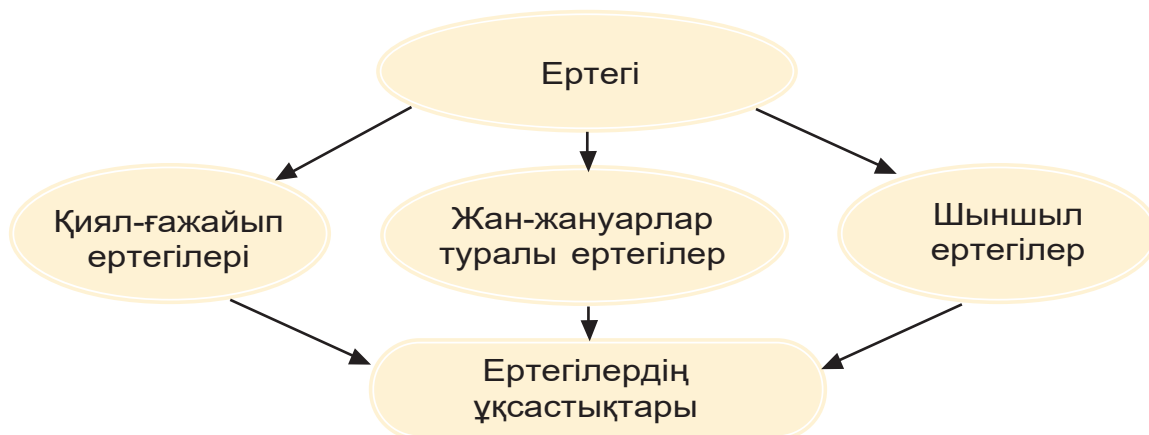 Ертегі
Қиял-ғажайып
ертегілері
Жан-жануарлар
туралы ертегілер
Шыншыл
ертегілер
Ертегілердің
ұқсастықтары